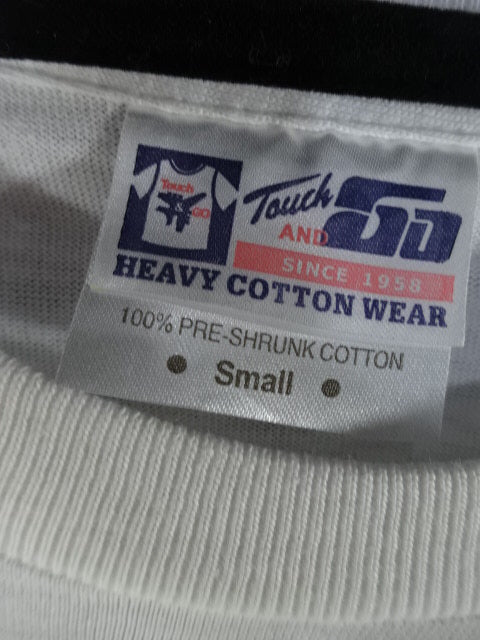 Touch
& GO
Touch
AND GO
SINCE 1958
HEAVY COTTON WEAR
100% PRE-SHRUNK COTTON
• Small •